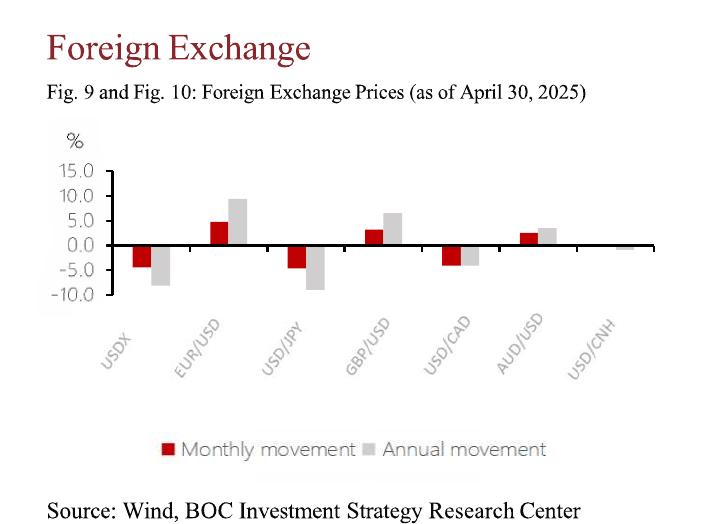 Foreign Exchange
Fig. 9 and Fig. 10: Foreign Exchange Prices (as of April 30, 2025)
%
15.0
10.0
5.0
0.0
-5.0
-10.0
USDX
EUR/USD
USD/JPY
GBP/USD
USD/CAD
AUD/USD
USD/CNH
Monthly movement
Annual movement
Source: Wind, BOC Investment Strategy Research Center